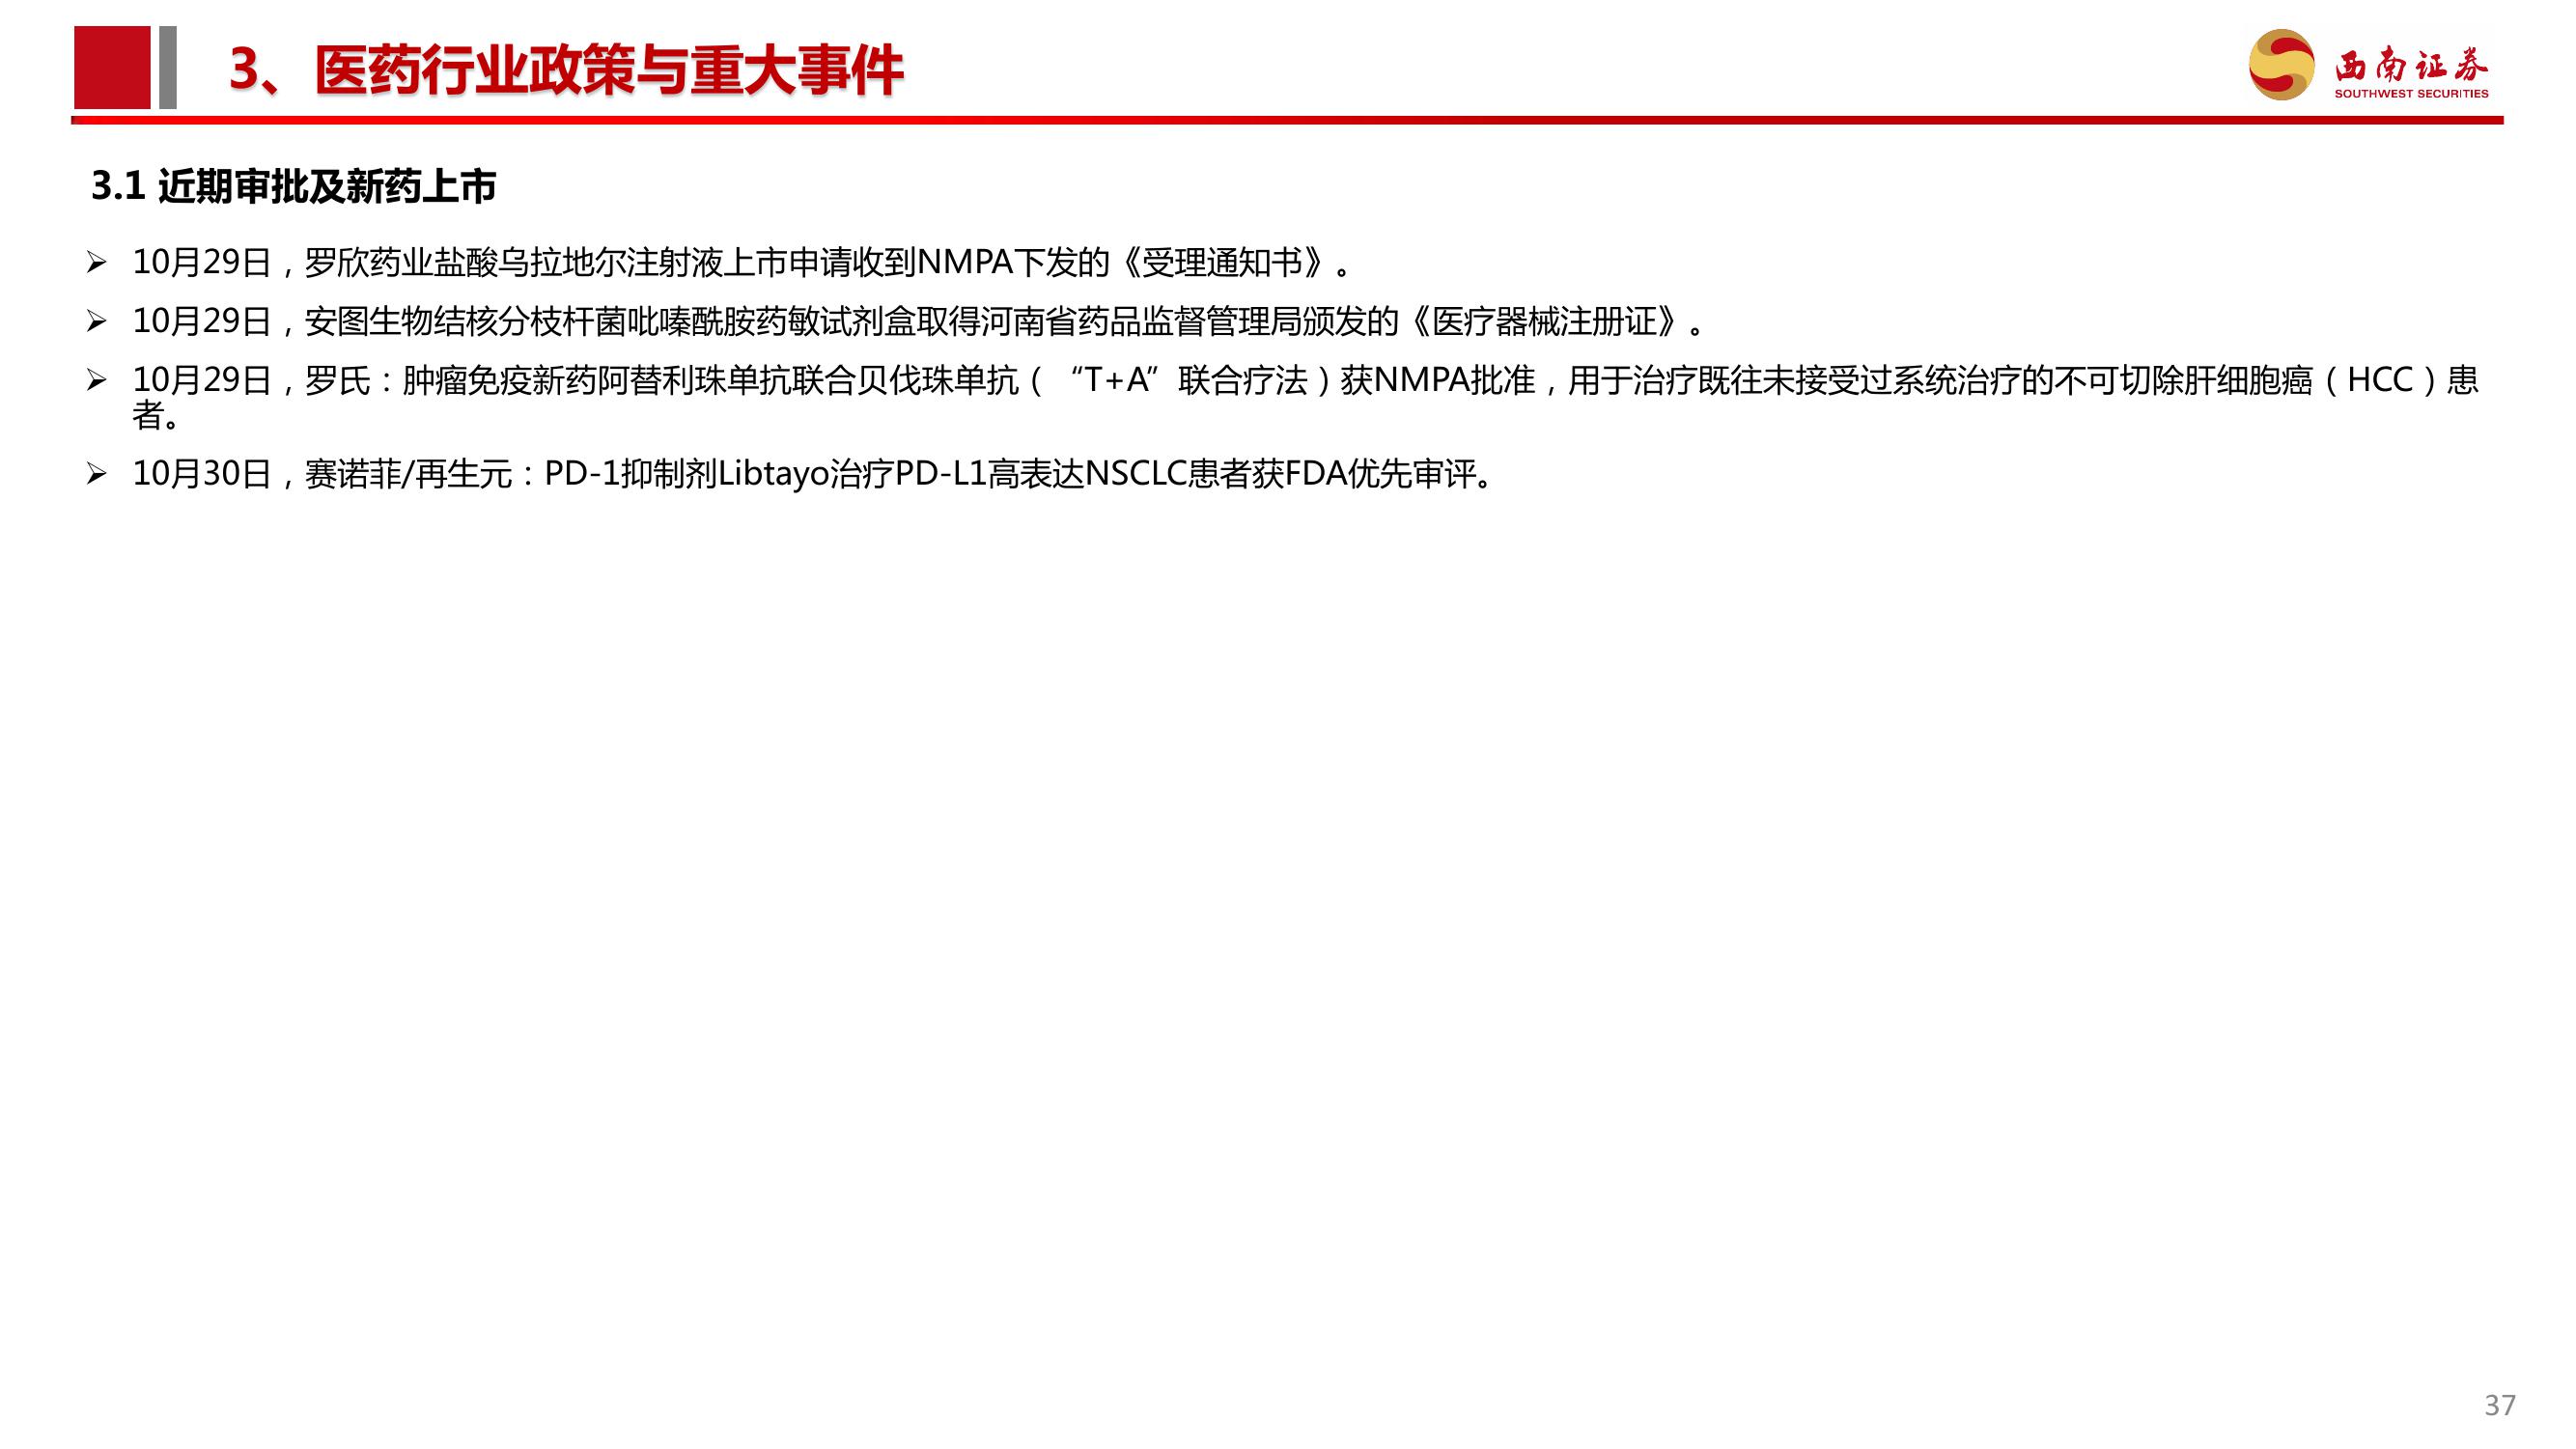 3、医药行业政策与重大事件
西南证券
SOUTHWEST SECURITIES
3.1 近期审批及新药上市
➢ 10月29日，罗欣药业盐酸乌拉地尔注射液上市申请收到NMPA下发的《受理通知书》。
➢ 10月29日，安图生物结核分枝杆菌吡嗪酰胺药敏试剂盒取得河南省药品监督管理局颁发的《医疗器械注册证》。
➢ 10月29日，罗氏：肿瘤免疫新药阿替利珠单抗联合贝伐珠单抗（“T+A”联合疗法）获NMPA批准，用于治疗既往未接受过系统治疗的不可切除肝细胞癌（HCC）患
者。
➢ 10月30日，赛诺菲/再生元：PD-1抑制剂Libtayo治疗PD-L1高表达NSCLC患者获FDA优先审评。
37